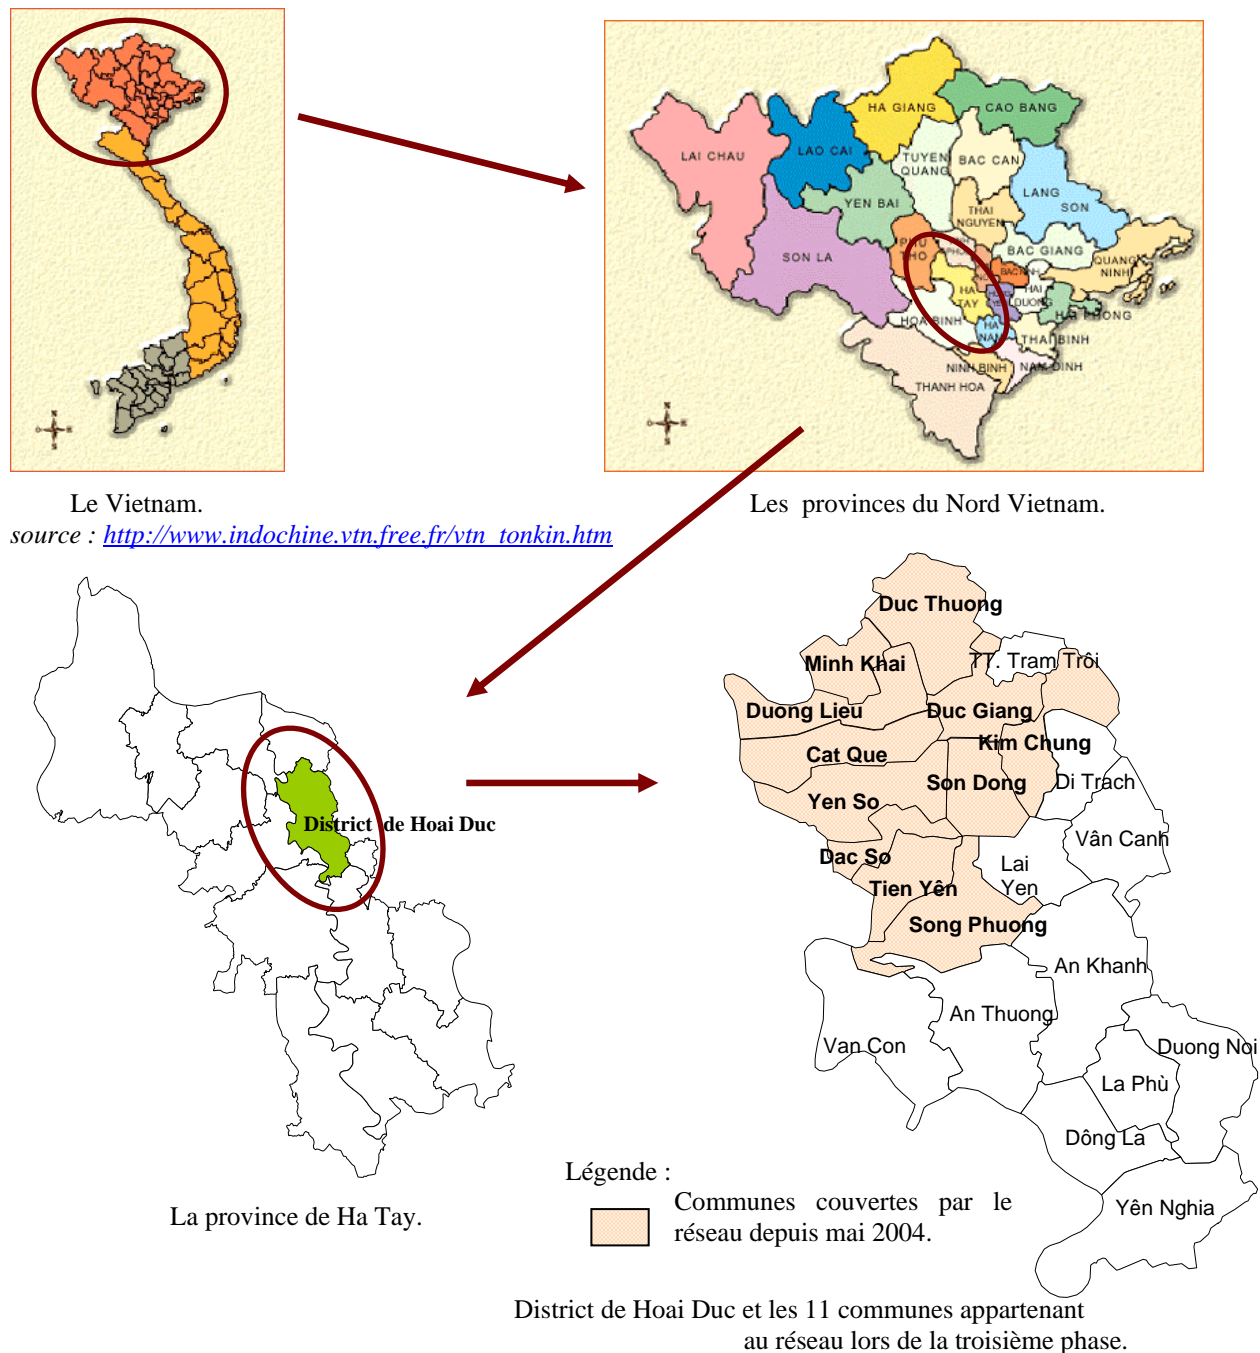 N
S
HA GIANG
CAO BANG
LAI CHAU
LAO CAI
TUYEN
QUANG
BAC CAN
YEN BAI
LANG
SON
THAI
NGUYEN
PHU
THO
BAC GIANG
SON LA
QUANG
NINH
HA
TAY
HAI
DUONG
HAI PHONG
HOA BINH
HA
NAM
THAI BINH
NINH BINH
NAM DINH
THANH HOA
N
S
Le Vietnam.
source : http://www.indochine.vtn.free.fr/vtn_tonkin.htm
Les provinces du Nord Vietnam.
District de Hoai Duc
La province de Ha Tay.
Duc Thuong
Minh Khai
TT. Tram Trôi
Duong Lieu
Duc Giang
Cat Que
Kim Chung
Son Dong
Di Trach
Yen So
Vân Canh
Dac Sơ
Lai
Yen
Tien Yên
Song Phuong
An Khanh
An Thuong
Van Con
Duong Noi
La Phù
Dông La
Yên Nghia
Légende :
Communes couvertes par le
réseau depuis mai 2004.
District de Hoai Duc et les 11 communes appartenant
au réseau lors de la troisième phase.